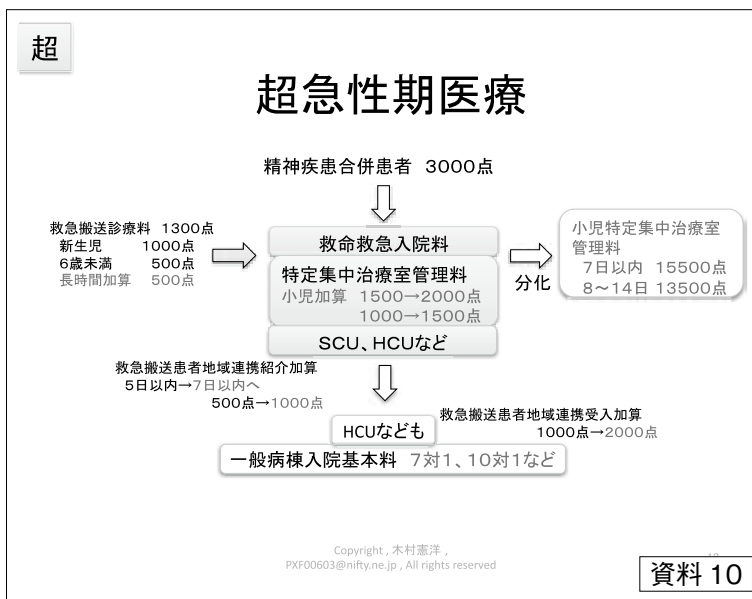 超
超急性期医療
精神疾患合併患者 3000点
救急搬送診療料 1300点
新生児 1000点
6歳未満 500点
長時間加算 500点
救命救急入院料
特定集中治療室管理料
小児加算 1500→2000点
1000→1500点
SCU、HCUなど
分化
小児特定集中治療室
管理料
7日以内 15500点
8～14日 13500点
救急搬送患者地域連携紹介加算
5日以内→7日以内へ
500点→1000点
救急搬送患者地域連携受入加算
1000点→2000点
HCUなども
一般病棟入院基本料 7対1、10対1など
Copyright , 木村憲洋 ,
PXF00603@nifty.ne.jp , All rights reserved
資料 10